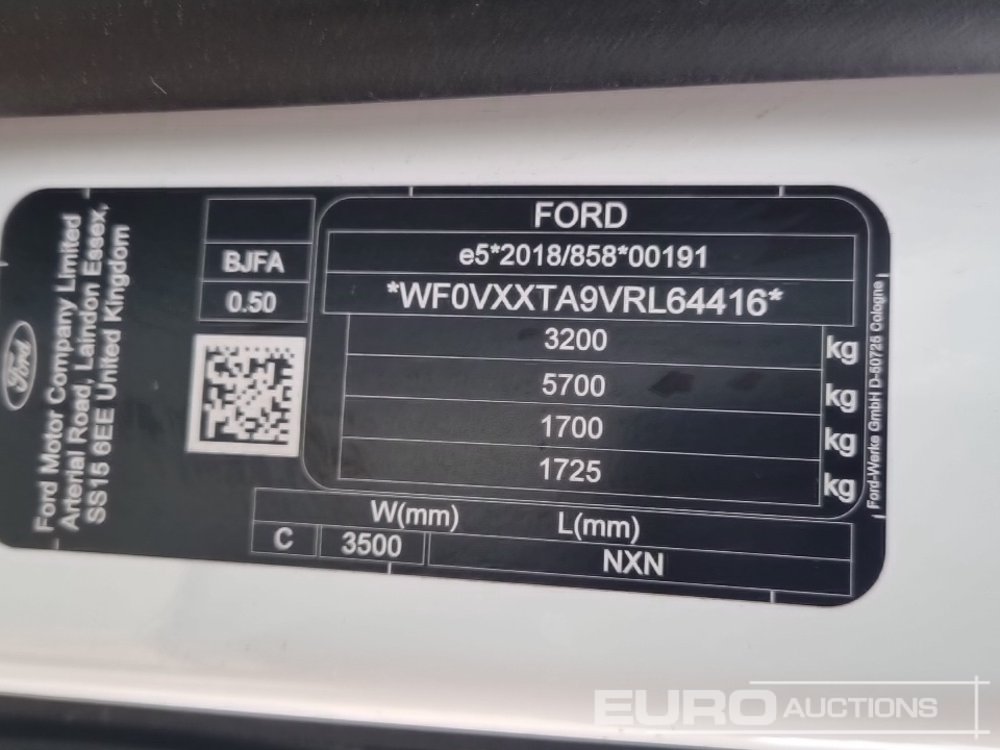 Ford
Ford Motor Company Limited
Arterial Road, Laindon Essex,
SS15 6EE United Kingdom
BJFA
0.50
FORD
e5*2018/858*00191
*WF0VXXTA9VRL64416*
3200 kg
5700 kg
1700 kg
1725 kg
Ford-Werke GmbH D-50725 Cologne
W(mm) L(mm)
C 3500 NXN
EURO AUCTIONS